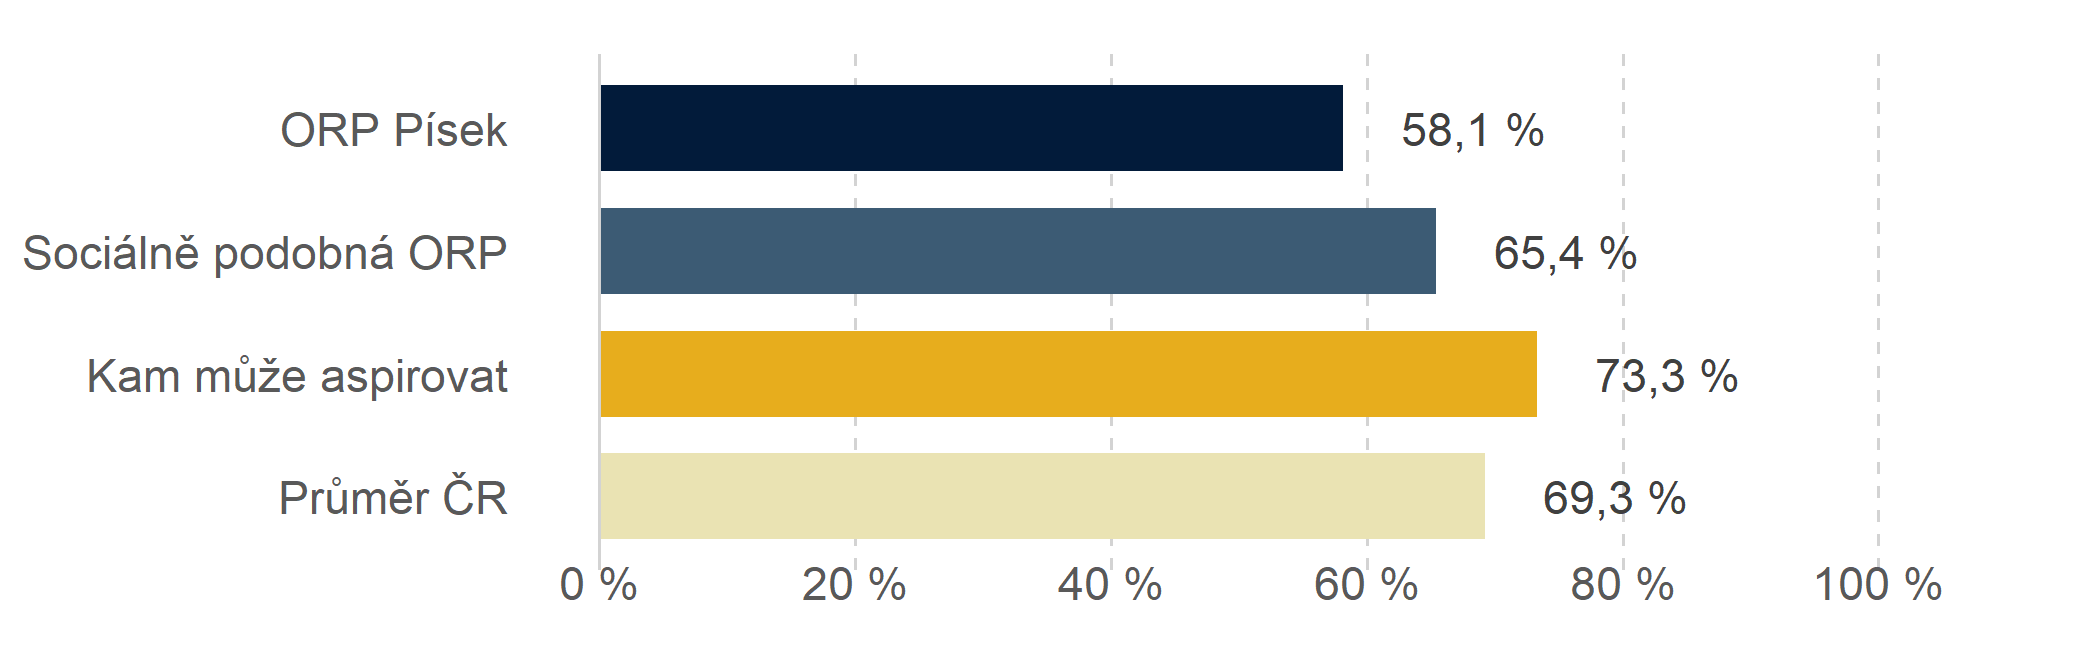 ORP Písek 58,1 %
Sociálně podobná ORP 65,4 %
Kam může aspirovat 73,3 %
Průměr ČR 69,3 %
0 % 20 % 40 % 60 % 80 % 100 %